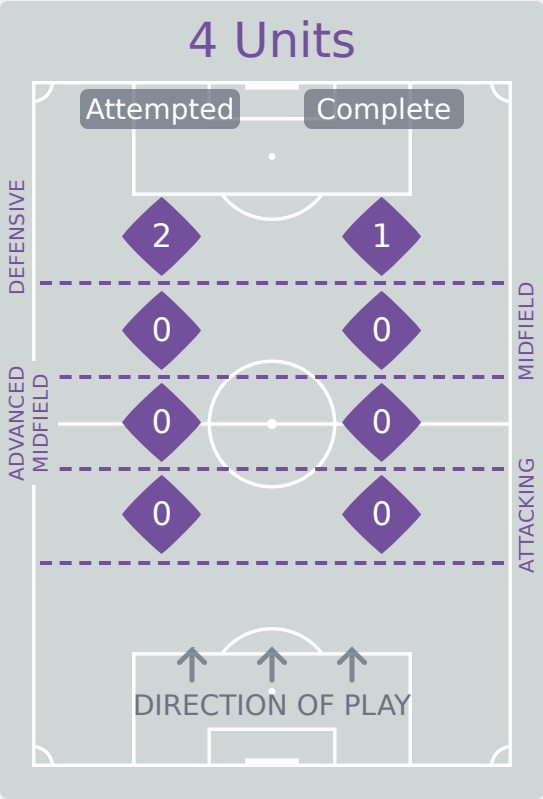 4 Units
Attempted
Complete
DEFENSIVE
2
1
MIDFIELD
0
0
ADVANCED
MIDFIELD
0
0
ATTACKING
0
0
DIRECTION OF PLAY